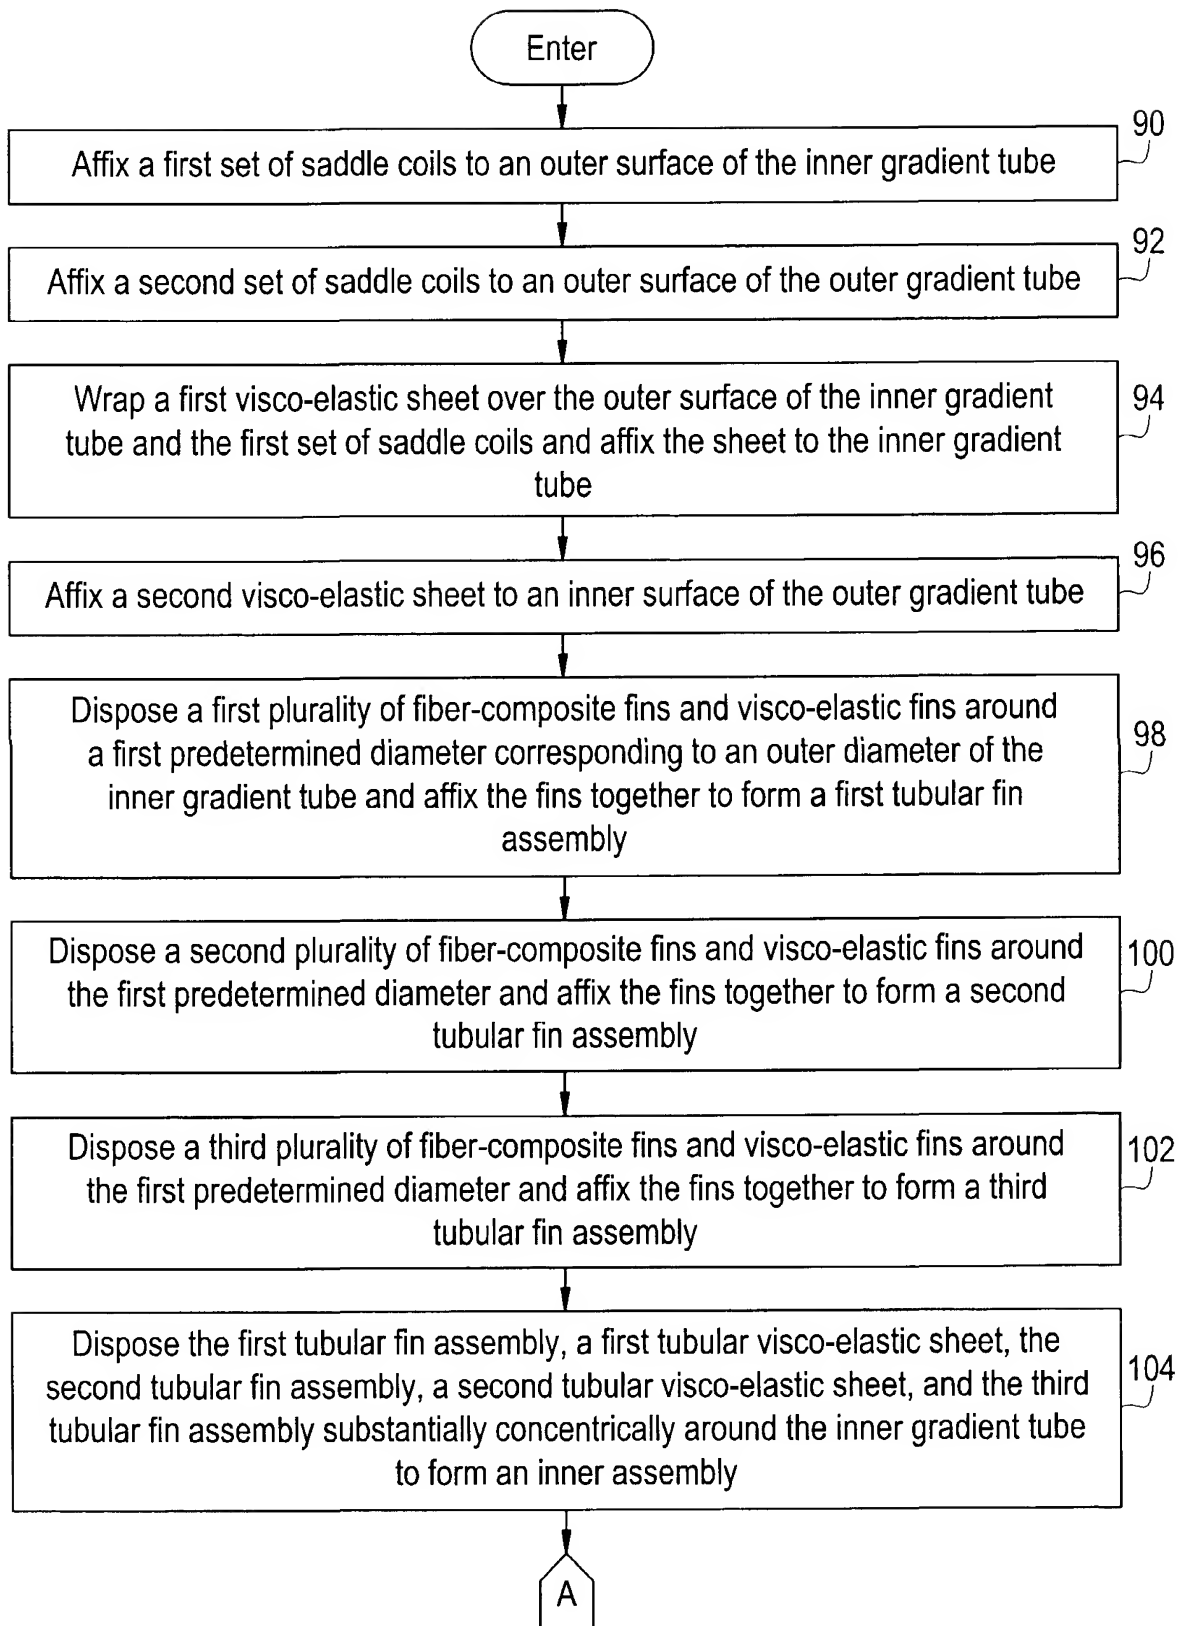 Enter
90
Affix a first set of saddle coils to an outer surface of the inner gradient tube
92
Affix a second set of saddle coils to an outer surface of the outer gradient tube
Wrap a first visco-elastic sheet over the outer surface of the inner gradient
94
tube and the first set of saddle coils and affix the sheet to the inner gradient
tube
96
Affix a second visco-elastic sheet to an inner surface of the outer gradient tube
Dispose a first plurality of fiber-composite fins and visco-elastic fins around
98
a first predetermined diameter corresponding to an outer diameter of the
inner gradient tube and affix the fins together to form a first tubular fin
assembly
Dispose a second plurality of fiber-composite fins and visco-elastic fins around
100
the first predetermined diameter and affix the fins together to form a second
tubular fin assembly
Dispose a third plurality of fiber-composite fins and visco-elastic fins around
102
the first predetermined diameter and affix the fins together to form a third
tubular fin assembly
Dispose the first tubular fin assembly, a first tubular visco-elastic sheet, the
104
second tubular fin assembly, a second tubular visco-elastic sheet, and the third
tubular fin assembly substantially concentrically around the inner gradient tube
to form an inner assembly
A